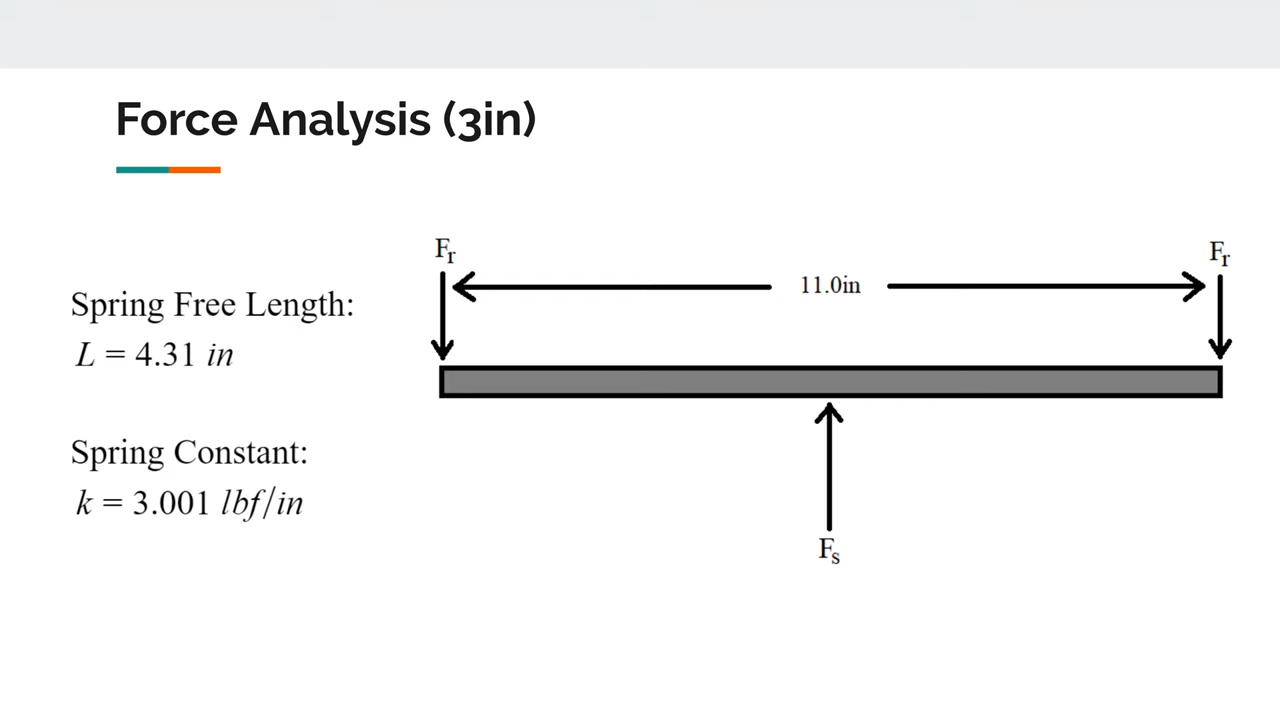 Force Analysis (3in)
Spring Free Length:
L = 4.31 in
Spring Constant:
k = 3.001 lbf/in
Fr
11.0in
Fr
Fs